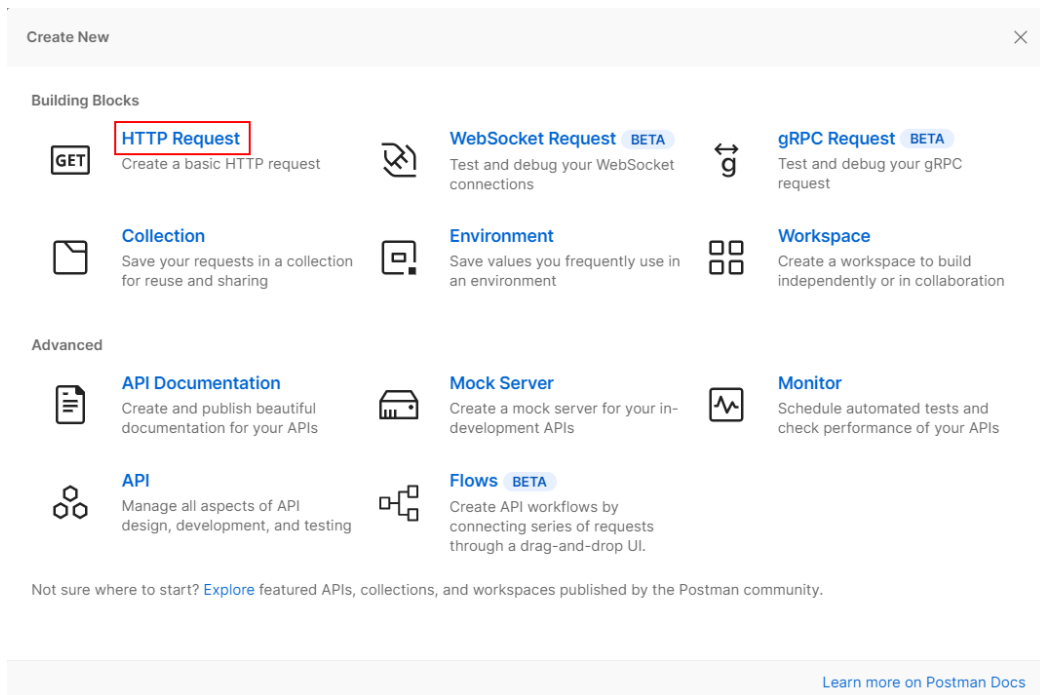 Create New
Building Blocks
GET
HTTP Request
Create a basic HTTP request
WebSocket Request BETA
Test and debug your WebSocket
connections
g
gRPC Request BETA
Test and debug your gRPC
request
Collection
Save your requests in a collection
for reuse and sharing
Environment
Save values you frequently use in
an environment
Workspace
Create a workspace to build
independently or in collaboration
Advanced
API Documentation
Create and publish beautiful
documentation for your APIs
Mock Server
Create a mock server for your in-
development APIs
Monitor
Schedule automated tests and
check performance of your APIs
API
Manage all aspects of API
design, development, and testing
Flows BETA
Create API workflows by
connecting series of requests
through a drag-and-drop UI.
Not sure where to start? Explore featured APIs, collections, and workspaces published by the Postman community.
Learn more on Postman Docs